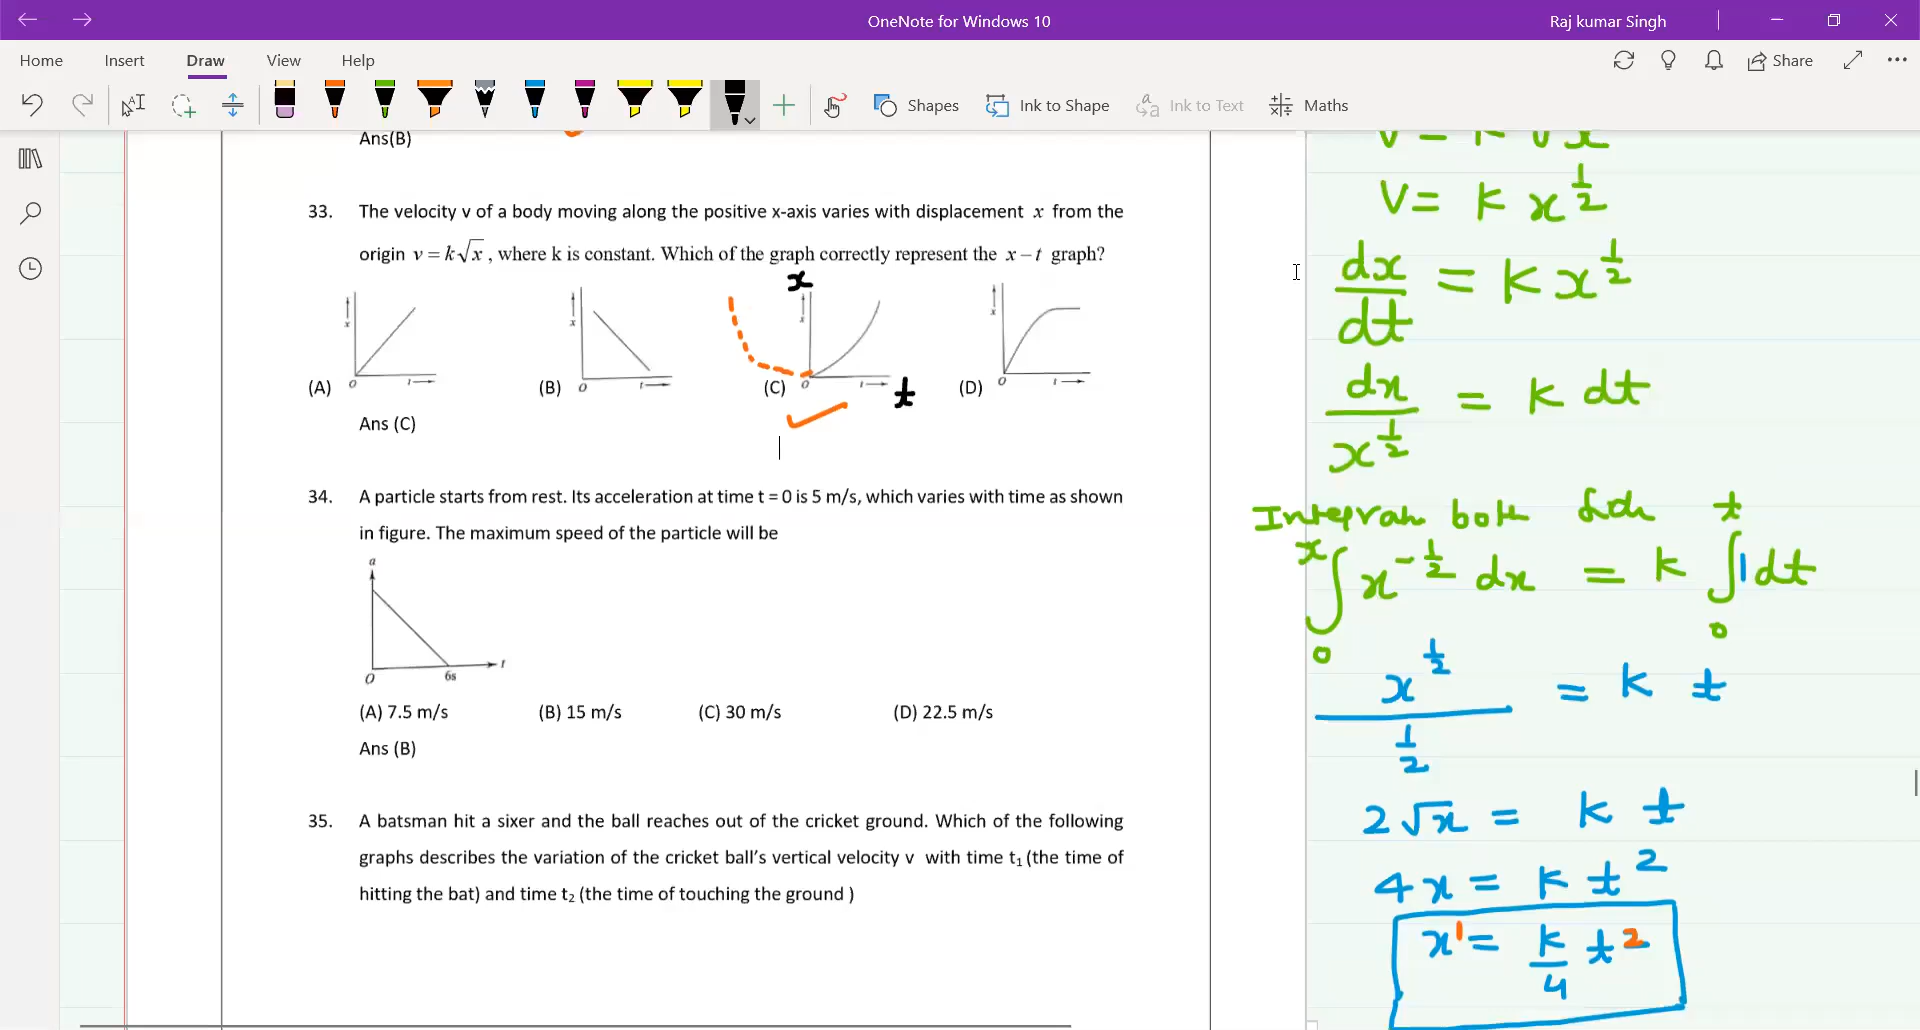 OneNote for Windows 10
Raj kumar Singh
Home Insert Draw View Help
Share
Shapes Ink to Shape Ink to Text Maths
Ans(B)
33. The velocity v of a body moving along the positive x-axis varies with displacement x from the
origin v = k√x , where k is constant. Which of the graph correctly represent the x – t graph?
x
x x x x
(A) O t (B) O t (C) O t t (D) O t
Ans (C)
34. A particle starts from rest. Its acceleration at time t = 0 is 5 m/s, which varies with time as shown
in figure. The maximum speed of the particle will be
a
O 6s t
(A) 7.5 m/s (B) 15 m/s (C) 30 m/s (D) 22.5 m/s
Ans (B)
35. A batsman hit a sixer and the ball reaches out of the cricket ground. Which of the following
graphs describes the variation of the cricket ball's vertical velocity v with time t₁ (the time of
hitting the bat) and time t₂ (the time of touching the ground )
V = K √x
V = K x^1/2
dx/dt = K x^1/2
dx/x^1/2 = K dt
both
∫₀ˣ x^-1/2 dx = K ∫₀ᵗ 1 dt
x^1/2 / 1/2 = K t
2 √x = K t
4x = K t²
x¹ = K/4 t²